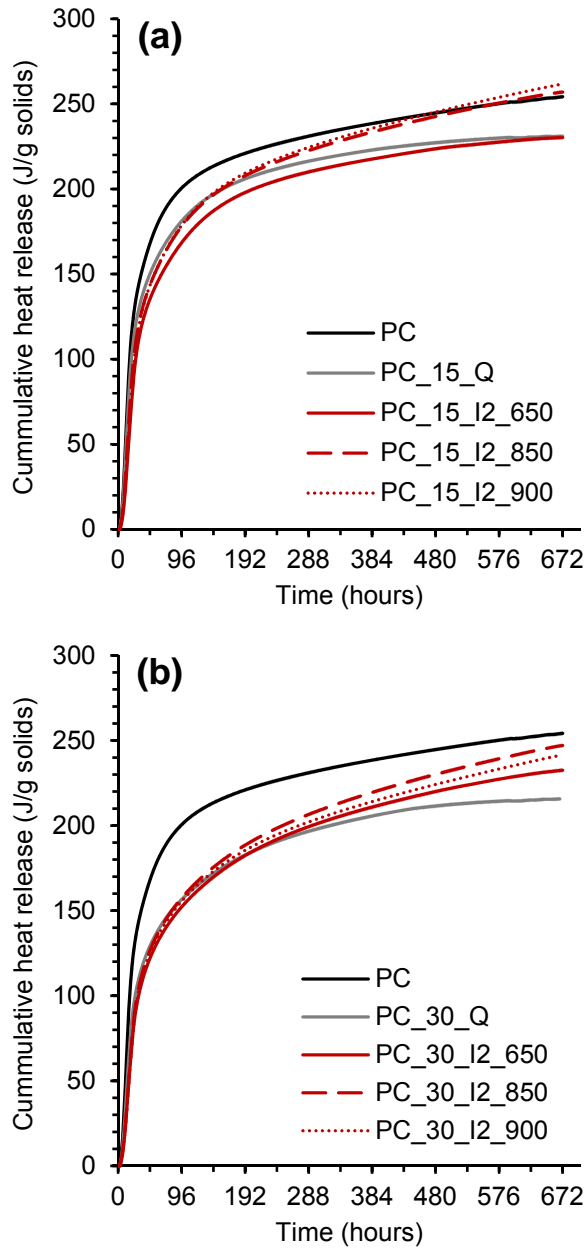 (a)
Cummulative heat release (J/g solids)
300
250
200
150
100
50
0
PC
PC_15_Q
PC_15_I2_650
PC_15_I2_850
PC_15_I2_900
0 96 192 288 384 480 576 672
Time (hours)
(b)
Cummulative heat release (J/g solids)
300
250
200
150
100
50
0
PC
PC_30_Q
PC_30_I2_650
PC_30_I2_850
PC_30_I2_900
0 96 192 288 384 480 576 672
Time (hours)